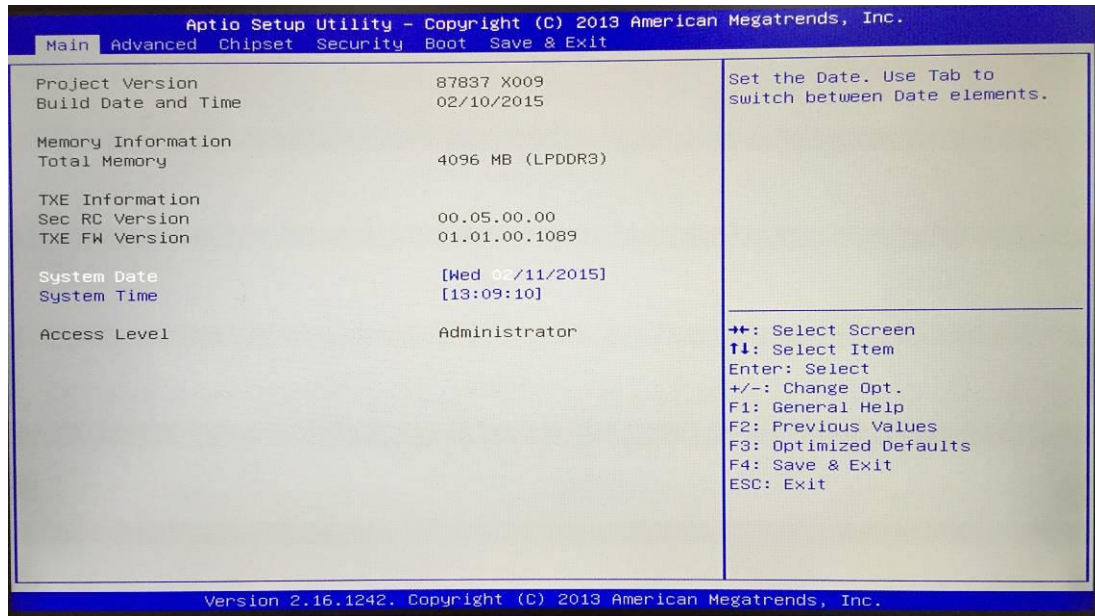 Aptio Setup Utility – Copyright (C) 2013 American Megatrends, Inc.
Main Advanced Chipset Security Boot Save & Exit
Project Version 87837 X009
Build Date and Time 02/10/2015
Memory Information
Total Memory 4096 MB (LPDDR3)
TXE Information
Sec RC Version 00.05.00.00
TXE FW Version 01.01.00.1089
System Date [Wed 02/11/2015]
System Time [13:09:10]
Access Level Administrator
Set the Date. Use Tab to
switch between Date elements.
→←: Select Screen
↑↓: Select Item
Enter: Select
+/-: Change Opt.
F1: General Help
F2: Previous Values
F3: Optimized Defaults
F4: Save & Exit
ESC: Exit
Version 2.16.1242. Copyright (C) 2013 American Megatrends, Inc.